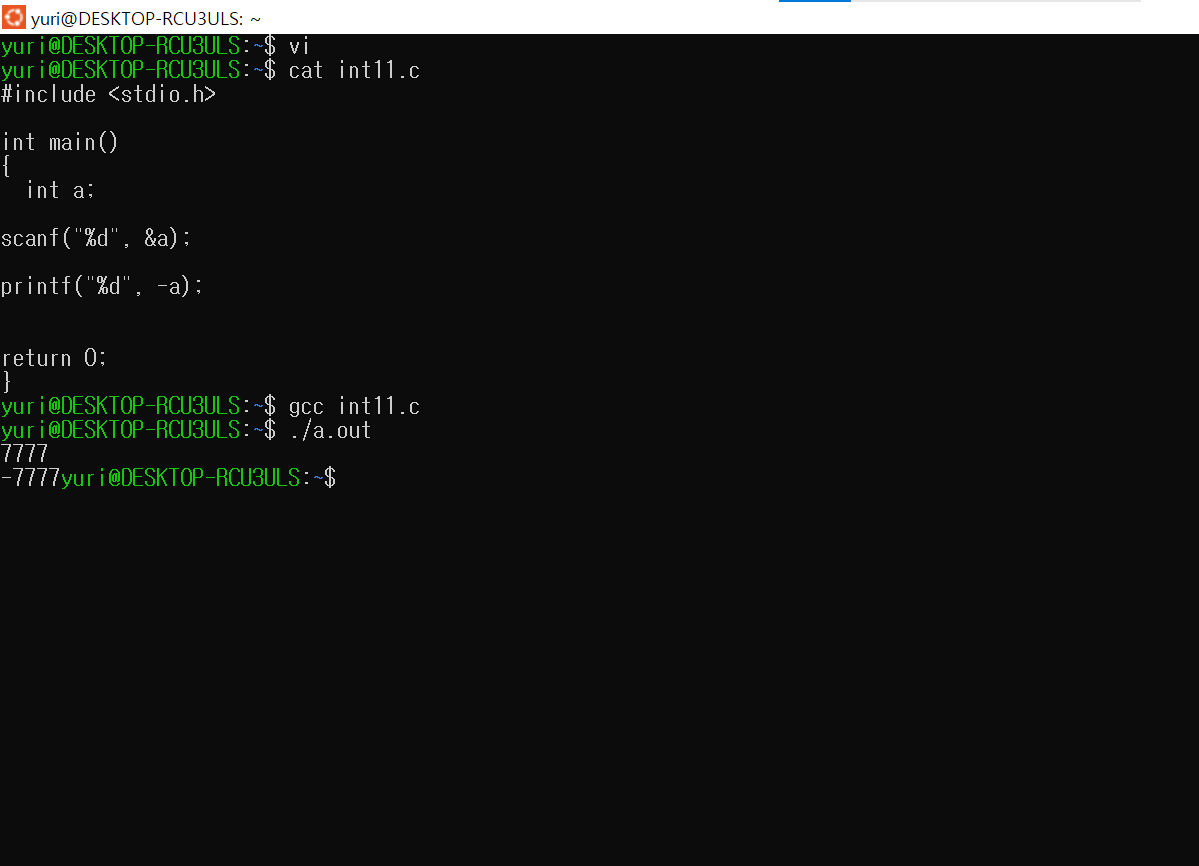 yuri@DESKTOP-RCU3ULS: ~
yuri@DESKTOP-RCU3ULS:~$ vi
yuri@DESKTOP-RCU3ULS:~$ cat int11.c
#include <stdio.h>
int main()
{
  int a;
scanf("%d", &a);
printf("%d", -a);
return 0;
}
yuri@DESKTOP-RCU3ULS:~$ gcc int11.c
yuri@DESKTOP-RCU3ULS:~$ ./a.out
7777
-7777yuri@DESKTOP-RCU3ULS:~$